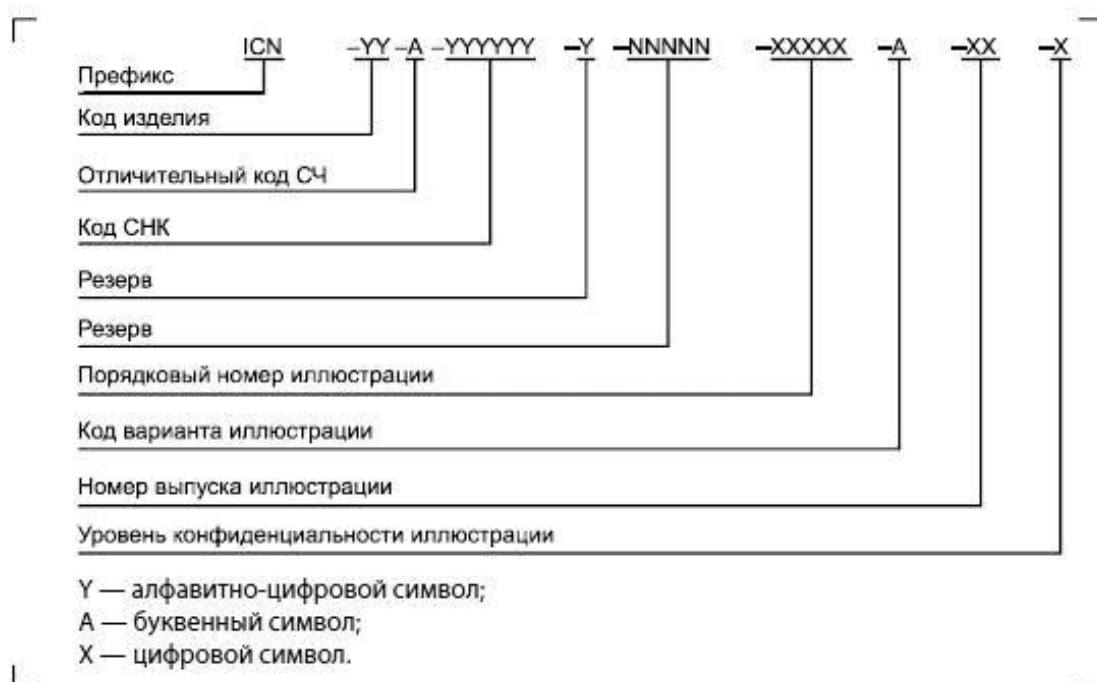 ICN –YY –A –YYYYYY –Y –NNNNN –XXXXX –A –XX –X
Префикс
Код изделия
Отличительный код СЧ
Код СНК
Резерв
Резерв
Порядковый номер иллюстрации
Код варианта иллюстрации
Номер выпуска иллюстрации
Уровень конфиденциальности иллюстрации
Y — алфавитно-цифровой символ;
А — буквенный символ;
X — цифровой символ.